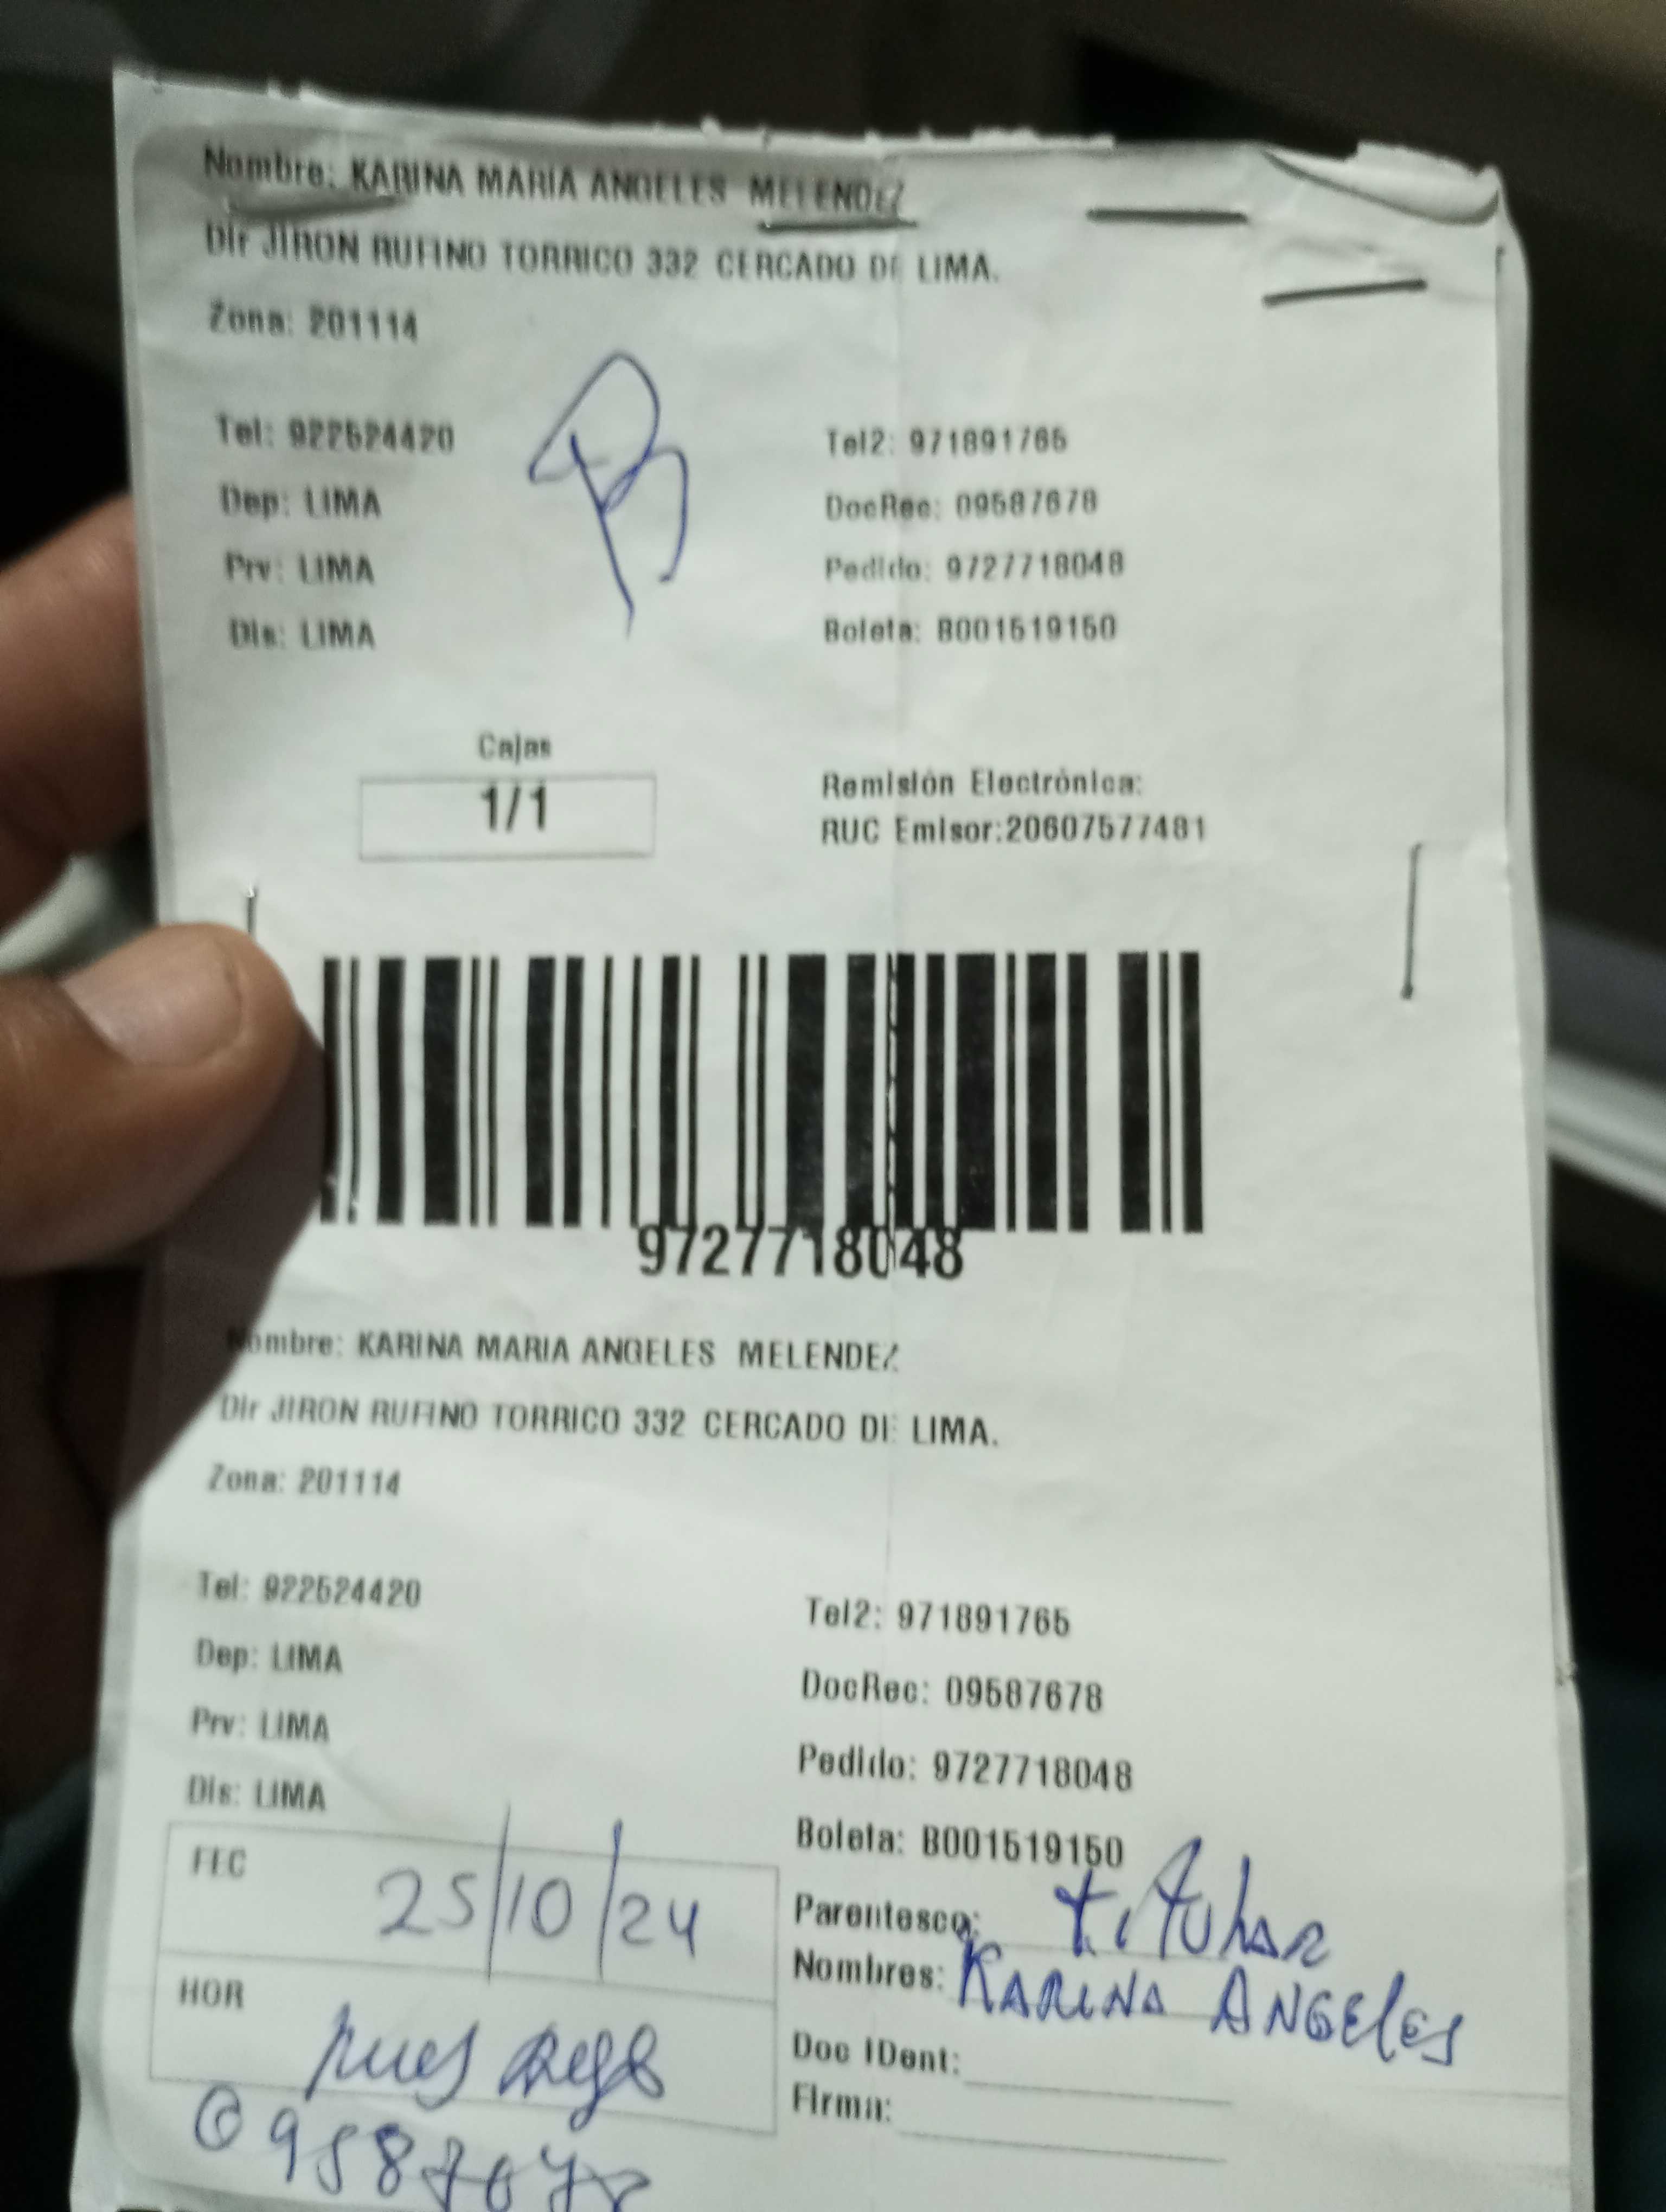 Nombre: KARINA MARIA ANGELES MELENDEZ
Dir JIRON RUFINO TORRICO 332 CERCADO DE LIMA.
Zona: 201114
Tel: 922524420 Tel2: 971891765
Dep: LIMA DocRec: 09587678
Prv: LIMA Pedido: 9727718048
Dis: LIMA Boleta: B001519150
Cajas
1/1
Remisión Electrónica:
RUC Emisor:20607577481
9727718048
Nombre: KARINA MARIA ANGELES MELENDEZ
Dir JIRON RUFINO TORRICO 332 CERCADO DE LIMA.
Zona: 201114
Tel: 922524420 Tel2: 971891765
Dep: LIMA DocRec: 09587678
Prv: LIMA Pedido: 9727718048
Dis: LIMA Boleta: B001519150
FEC 25/10/24
Parentesco: titular
Nombres: KARINA ANGELES
HOR
Doc IDent:
Firma: